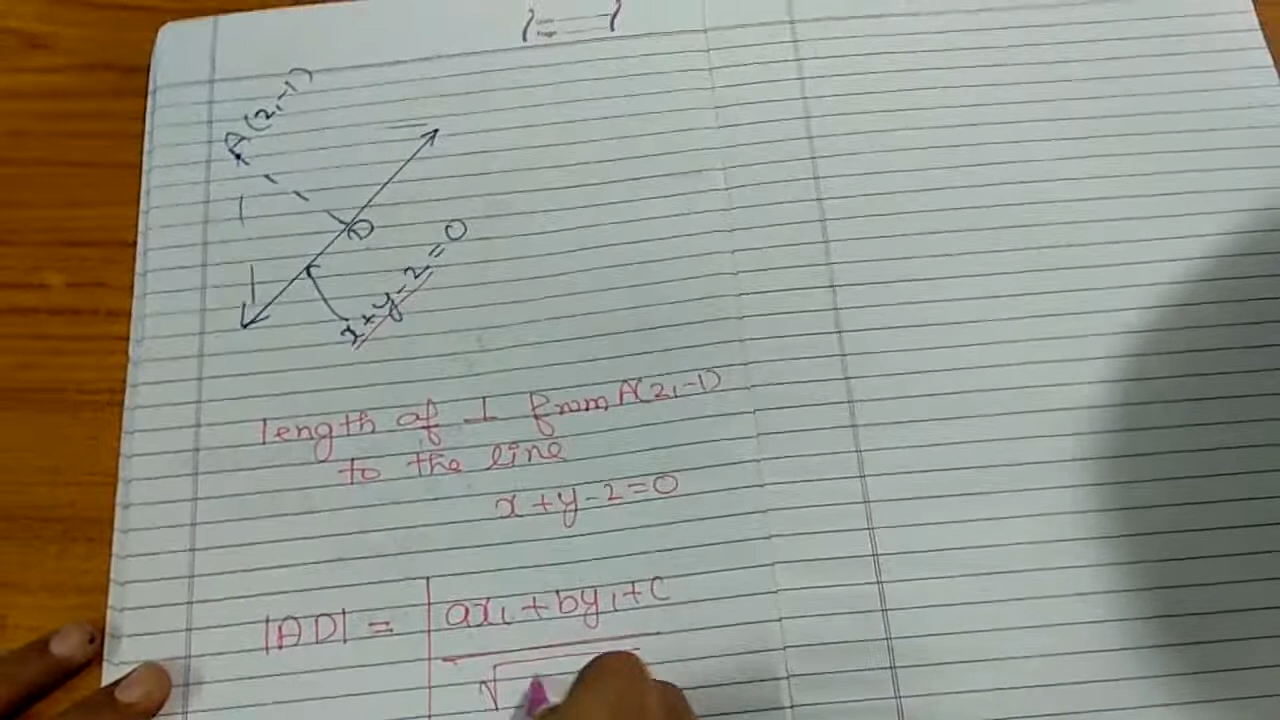 A(2,-1)
D
x+y-2=0
length of ⊥ from A(2,-1)
to the line
x+y-2=0
|AD| = |ax₁+by₁+c
√